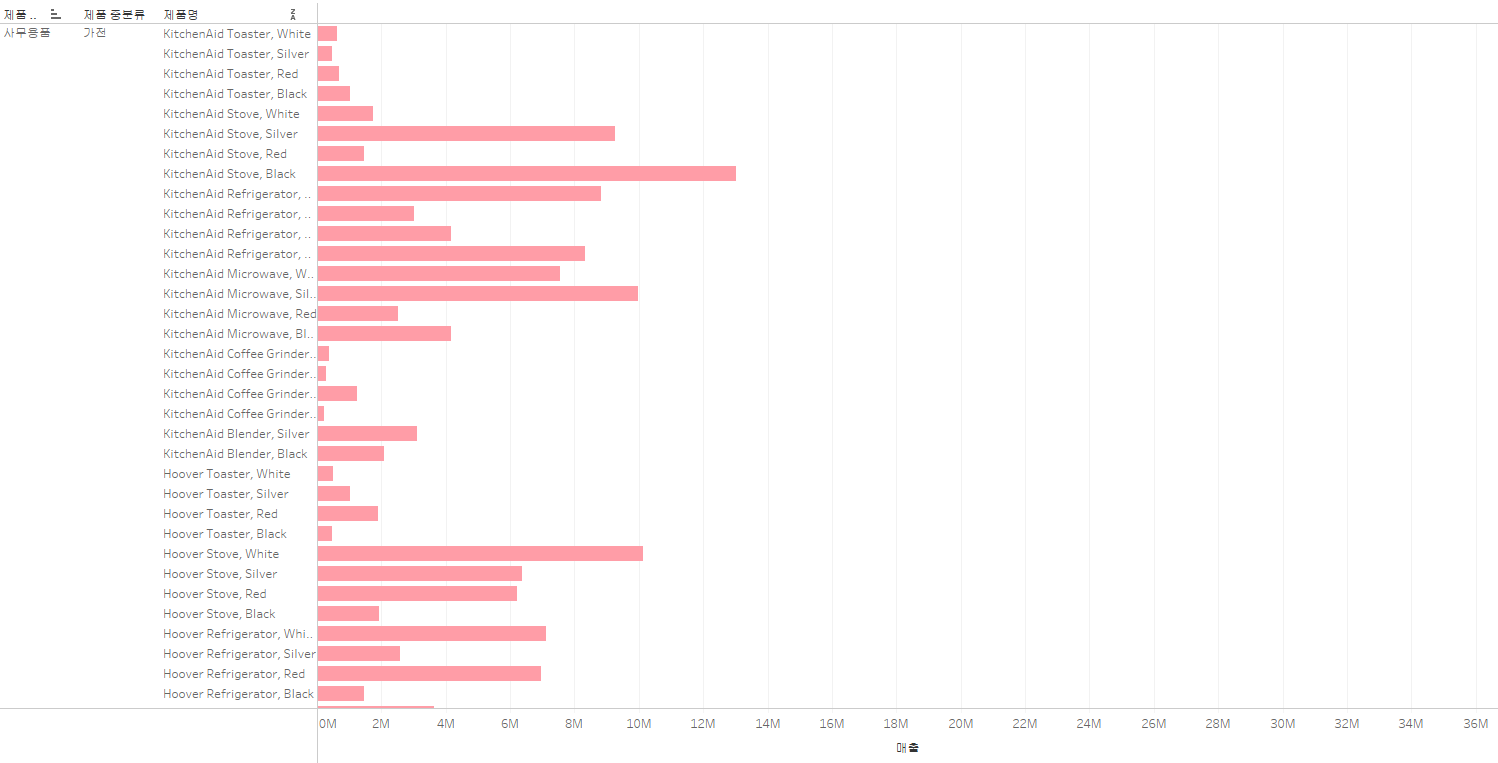 제품 .. 제품 중분류 제품명 Z A
사무용품 가전 KitchenAid Toaster, White
KitchenAid Toaster, Silver
KitchenAid Toaster, Red
KitchenAid Toaster, Black
KitchenAid Stove, White
KitchenAid Stove, Silver
KitchenAid Stove, Red
KitchenAid Stove, Black
KitchenAid Refrigerator, ..
KitchenAid Refrigerator, ..
KitchenAid Refrigerator, ..
KitchenAid Refrigerator, ..
KitchenAid Microwave, W..
KitchenAid Microwave, Sil..
KitchenAid Microwave, Red
KitchenAid Microwave, Bl..
KitchenAid Coffee Grinder..
KitchenAid Coffee Grinder..
KitchenAid Coffee Grinder..
KitchenAid Coffee Grinder..
KitchenAid Blender, Silver
KitchenAid Blender, Black
Hoover Toaster, White
Hoover Toaster, Silver
Hoover Toaster, Red
Hoover Toaster, Black
Hoover Stove, White
Hoover Stove, Silver
Hoover Stove, Red
Hoover Stove, Black
Hoover Refrigerator, Whi..
Hoover Refrigerator, Silver
Hoover Refrigerator, Red
Hoover Refrigerator, Black
0M 2M 4M 6M 8M 10M 12M 14M 16M 18M 20M 22M 24M 26M 28M 30M 32M 34M 36M
매출